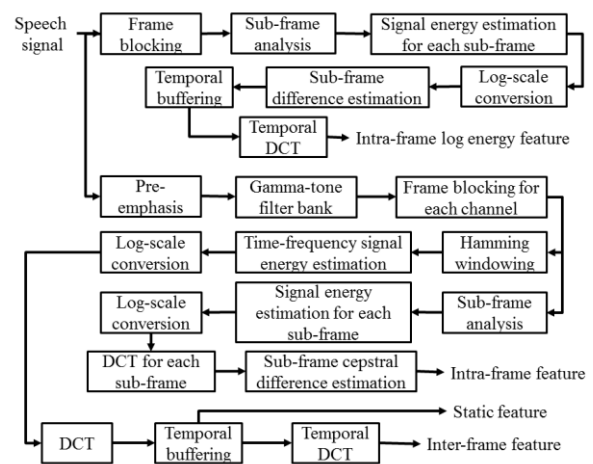 Speech
signal
Frame
blocking
Sub-frame
analysis
Signal energy estimation
for each sub-frame
Temporal
buffering
Sub-frame
difference estimation
Log-scale
conversion
Temporal
DCT
Intra-frame log energy feature
Pre-
emphasis
Gamma-tone
filter bank
Frame blocking for
each channel
Log-scale
conversion
Time-frequency signal
energy estimation
Hamming
windowing
Log-scale
conversion
Signal energy
estimation for each
sub-frame
Sub-frame
analysis
DCT for each
sub-frame
Sub-frame cepstral
difference estimation
Intra-frame feature
Static feature
DCT
Temporal
buffering
Temporal
DCT
Inter-frame feature